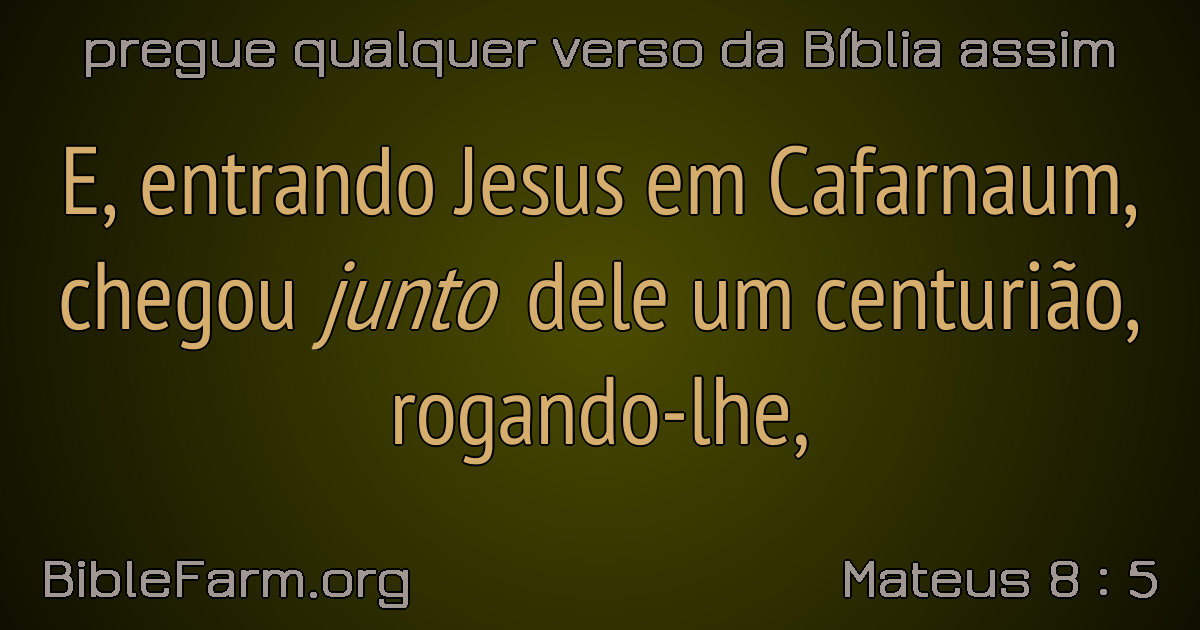 pregue qualquer verso da Bíblia assim
E, entrando Jesus em Cafarnaum,
chegou junto dele um centurião,
rogando-lhe,
BibleFarm.org
Mateus 8 : 5